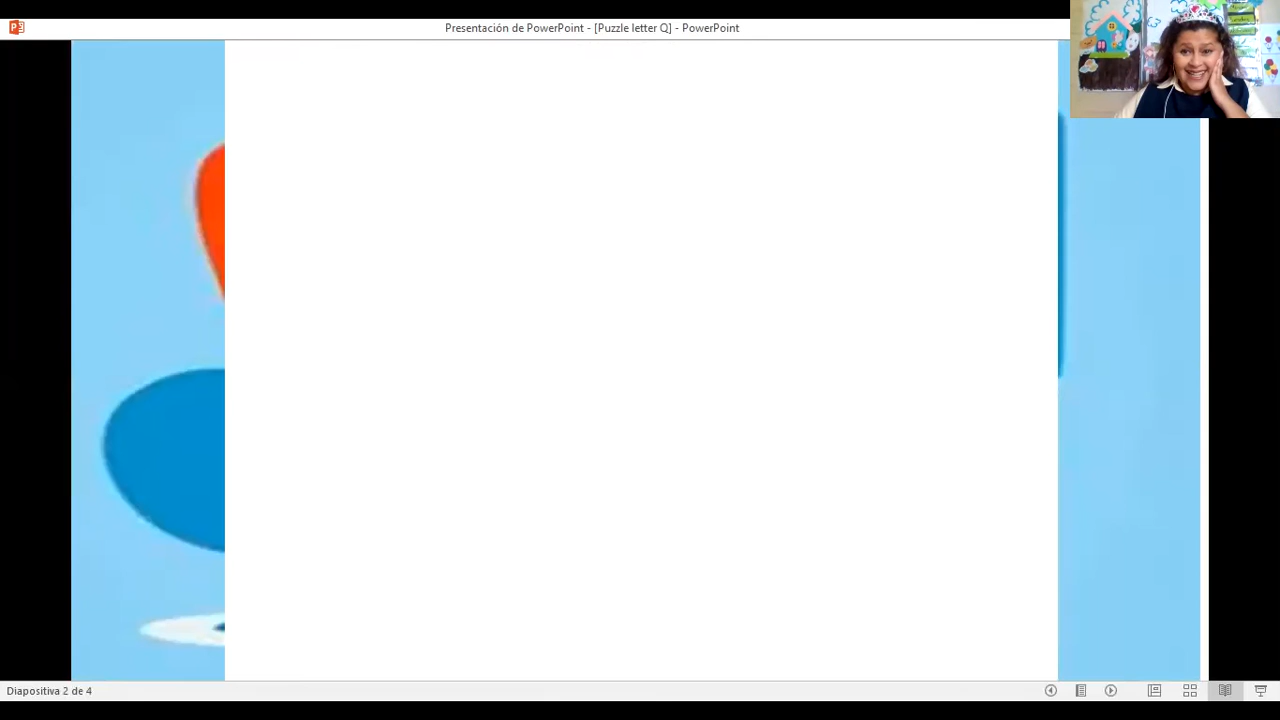 Presentación de PowerPoint - [Puzzle letter Q] - PowerPoint
Diapositiva 2 de 4